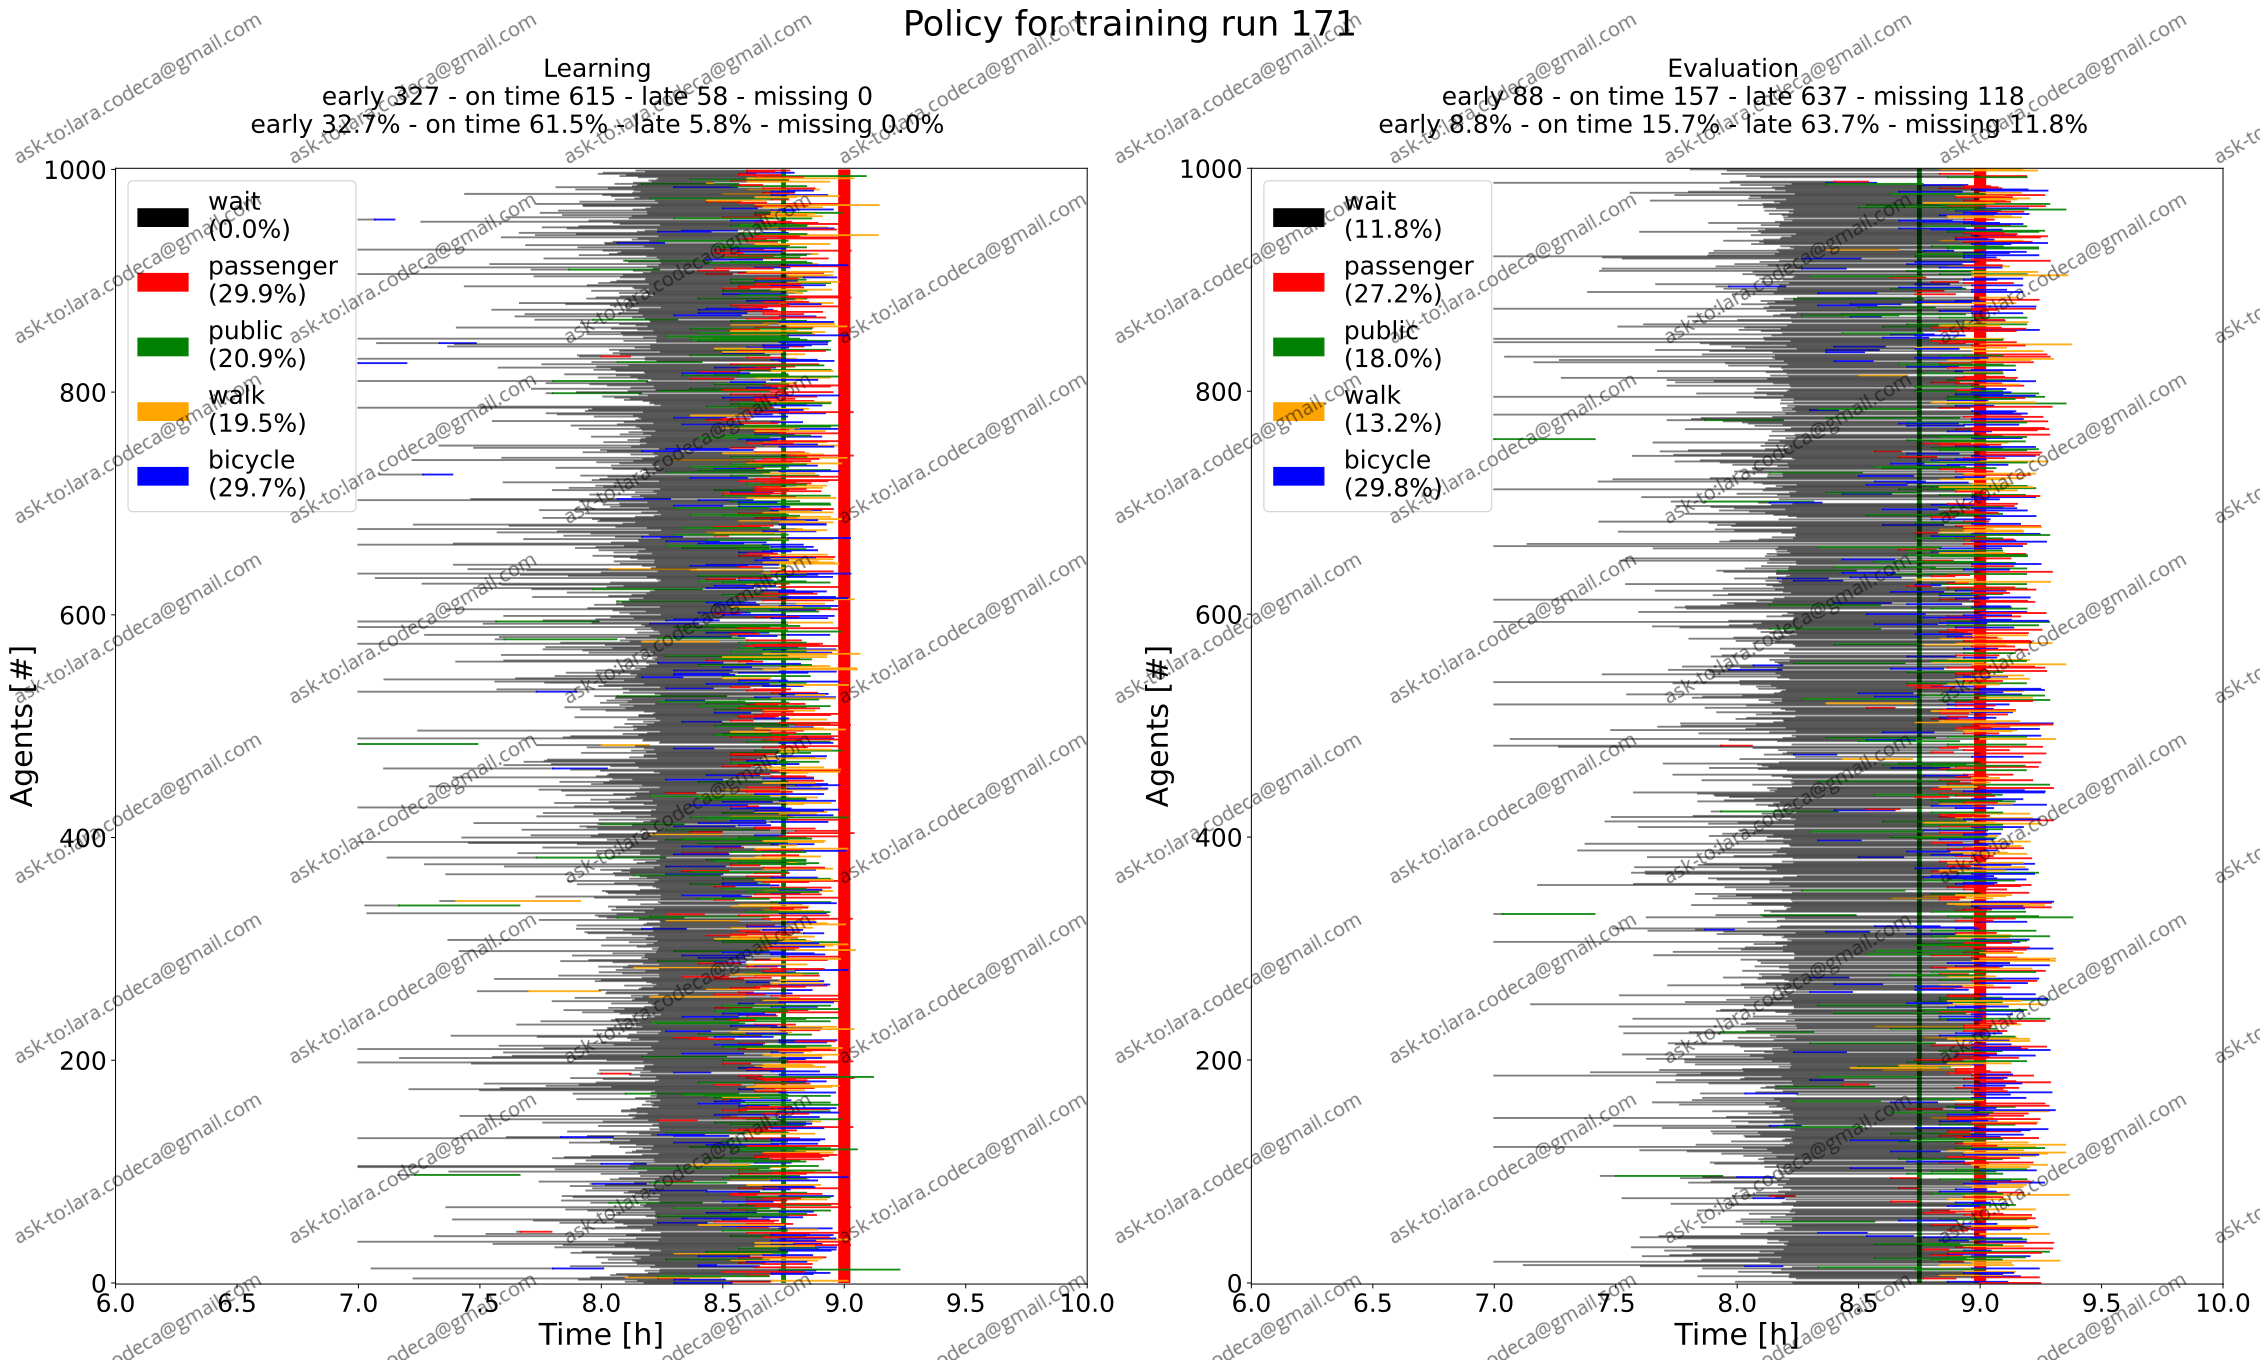 Policy for training run 171
Learning
early 327 - on time 615 - late 58 - missing 0
early 32.7% - on time 61.5% - late 5.8% - missing 0.0%
Evaluation
early 88 - on time 157 - late 637 - missing 118
early 8.8% - on time 15.7% - late 63.7% - missing 11.8%
wait
(0.0%)
passenger
(29.9%)
public
(20.9%)
walk
(19.5%)
bicycle
(29.7%)
Agents [#]
1000
800
600
400
200
0
6.0 6.5 7.0 7.5 8.0 8.5 9.0 9.5 10.0
Time [h]
wait
(11.8%)
passenger
(27.2%)
public
(18.0%)
walk
(13.2%)
bicycle
(29.8%)
Agents [#]
1000
800
600
400
200
0
6.0 6.5 7.0 7.5 8.0 8.5 9.0 9.5 10.0
Time [h]
ask-to:lara.codeca@gmail.com